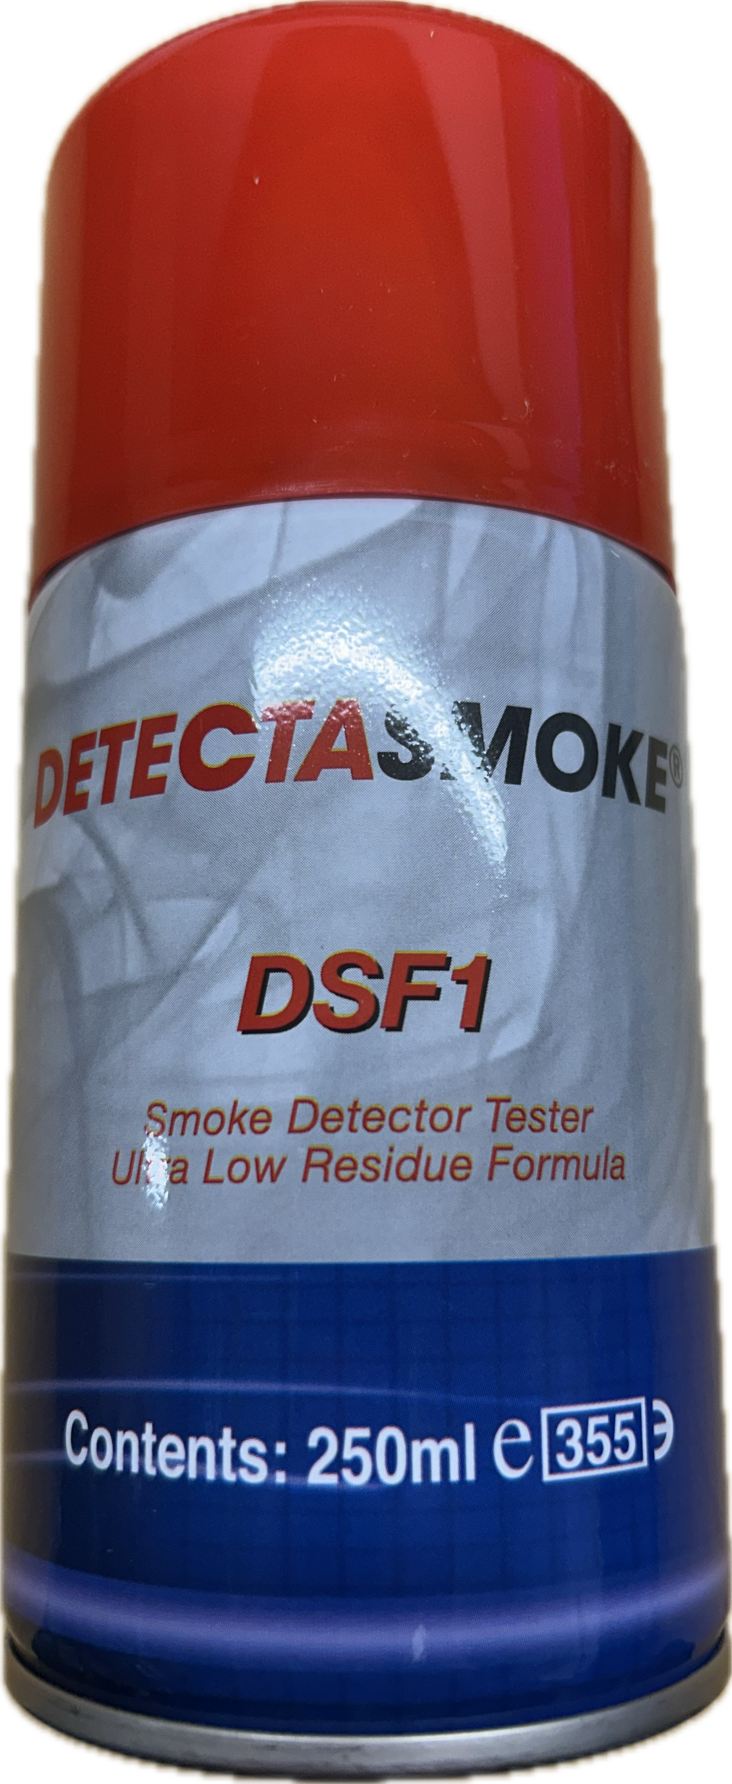 DETECTASMOKE®
DSF1
Smoke Detector Tester
Ultra Low Residue Formula
Contents: 250ml e 355 ϶